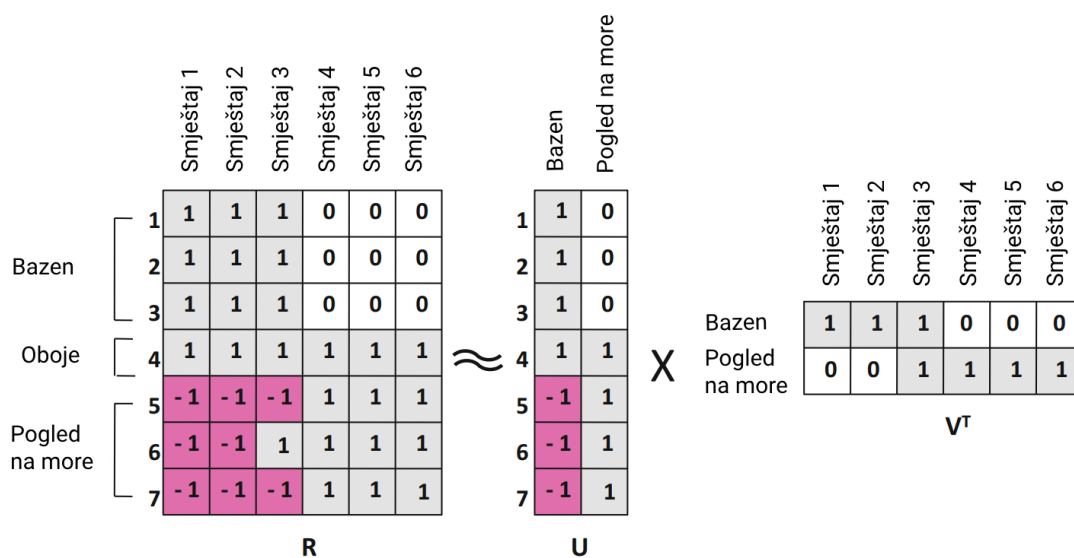 Smještaj 1 Smještaj 2 Smještaj 3 Smještaj 4 Smještaj 5 Smještaj 6
Bazen
1 1 1 1 0 0 0
2 1 1 1 0 0 0
3 1 1 1 0 0 0
Oboje
4 1 1 1 1 1 1
Pogled
na more
5 - 1 - 1 - 1 1 1 1
6 - 1 - 1 1 1 1 1
7 - 1 - 1 - 1 1 1 1
R
≈
Bazen Pogled na more
1 1 0
2 1 0
3 1 0
4 1 1
5 - 1 1
6 - 1 1
7 - 1 1
U
X
Smještaj 1 Smještaj 2 Smještaj 3 Smještaj 4 Smještaj 5 Smještaj 6
Bazen 1 1 1 0 0 0
Pogled
na more 0 0 1 1 1 1
Vᵀ